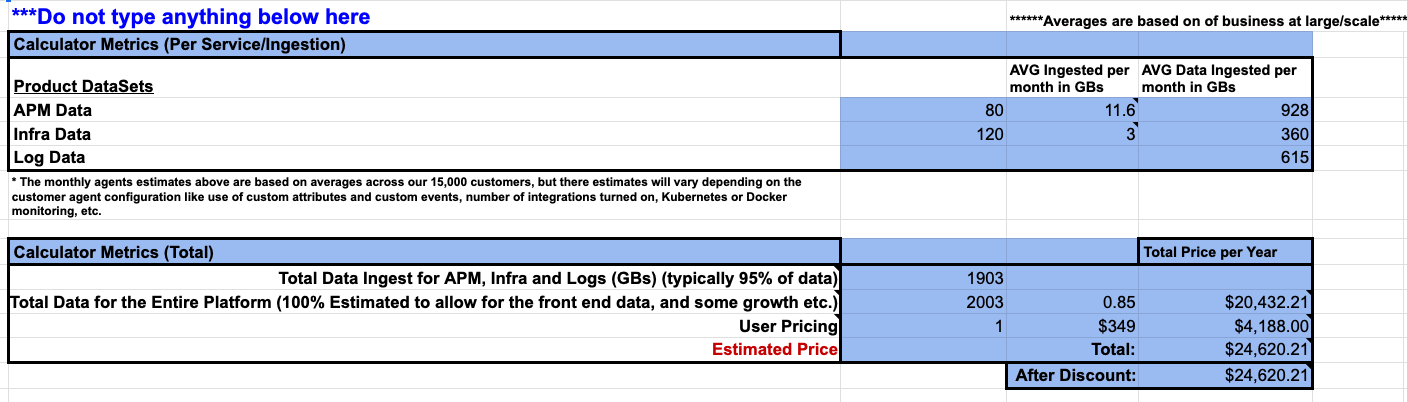 ***Do not type anything below here
******Averages are based on of business at large/scale*****
Calculator Metrics (Per Service/Ingestion)
Product DataSets
AVG Ingested per month in GBs
AVG Data Ingested per month in GBs
APM Data 80 11.6 928
Infra Data 120 3 360
Log Data 615
* The monthly agents estimates above are based on averages across our 15,000 customers, but there estimates will vary depending on the
customer agent configuration like use of custom attributes and custom events, number of integrations turned on, Kubernetes or Docker
monitoring, etc.
Calculator Metrics (Total) Total Price per Year
Total Data Ingest for APM, Infra and Logs (GBs) (typically 95% of data) 1903
Total Data for the Entire Platform (100% Estimated to allow for the front end data, and some growth etc.) 2003 0.85 $20,432.21
User Pricing 1 $349 $4,188.00
Estimated Price Total: $24,620.21
After Discount: $24,620.21